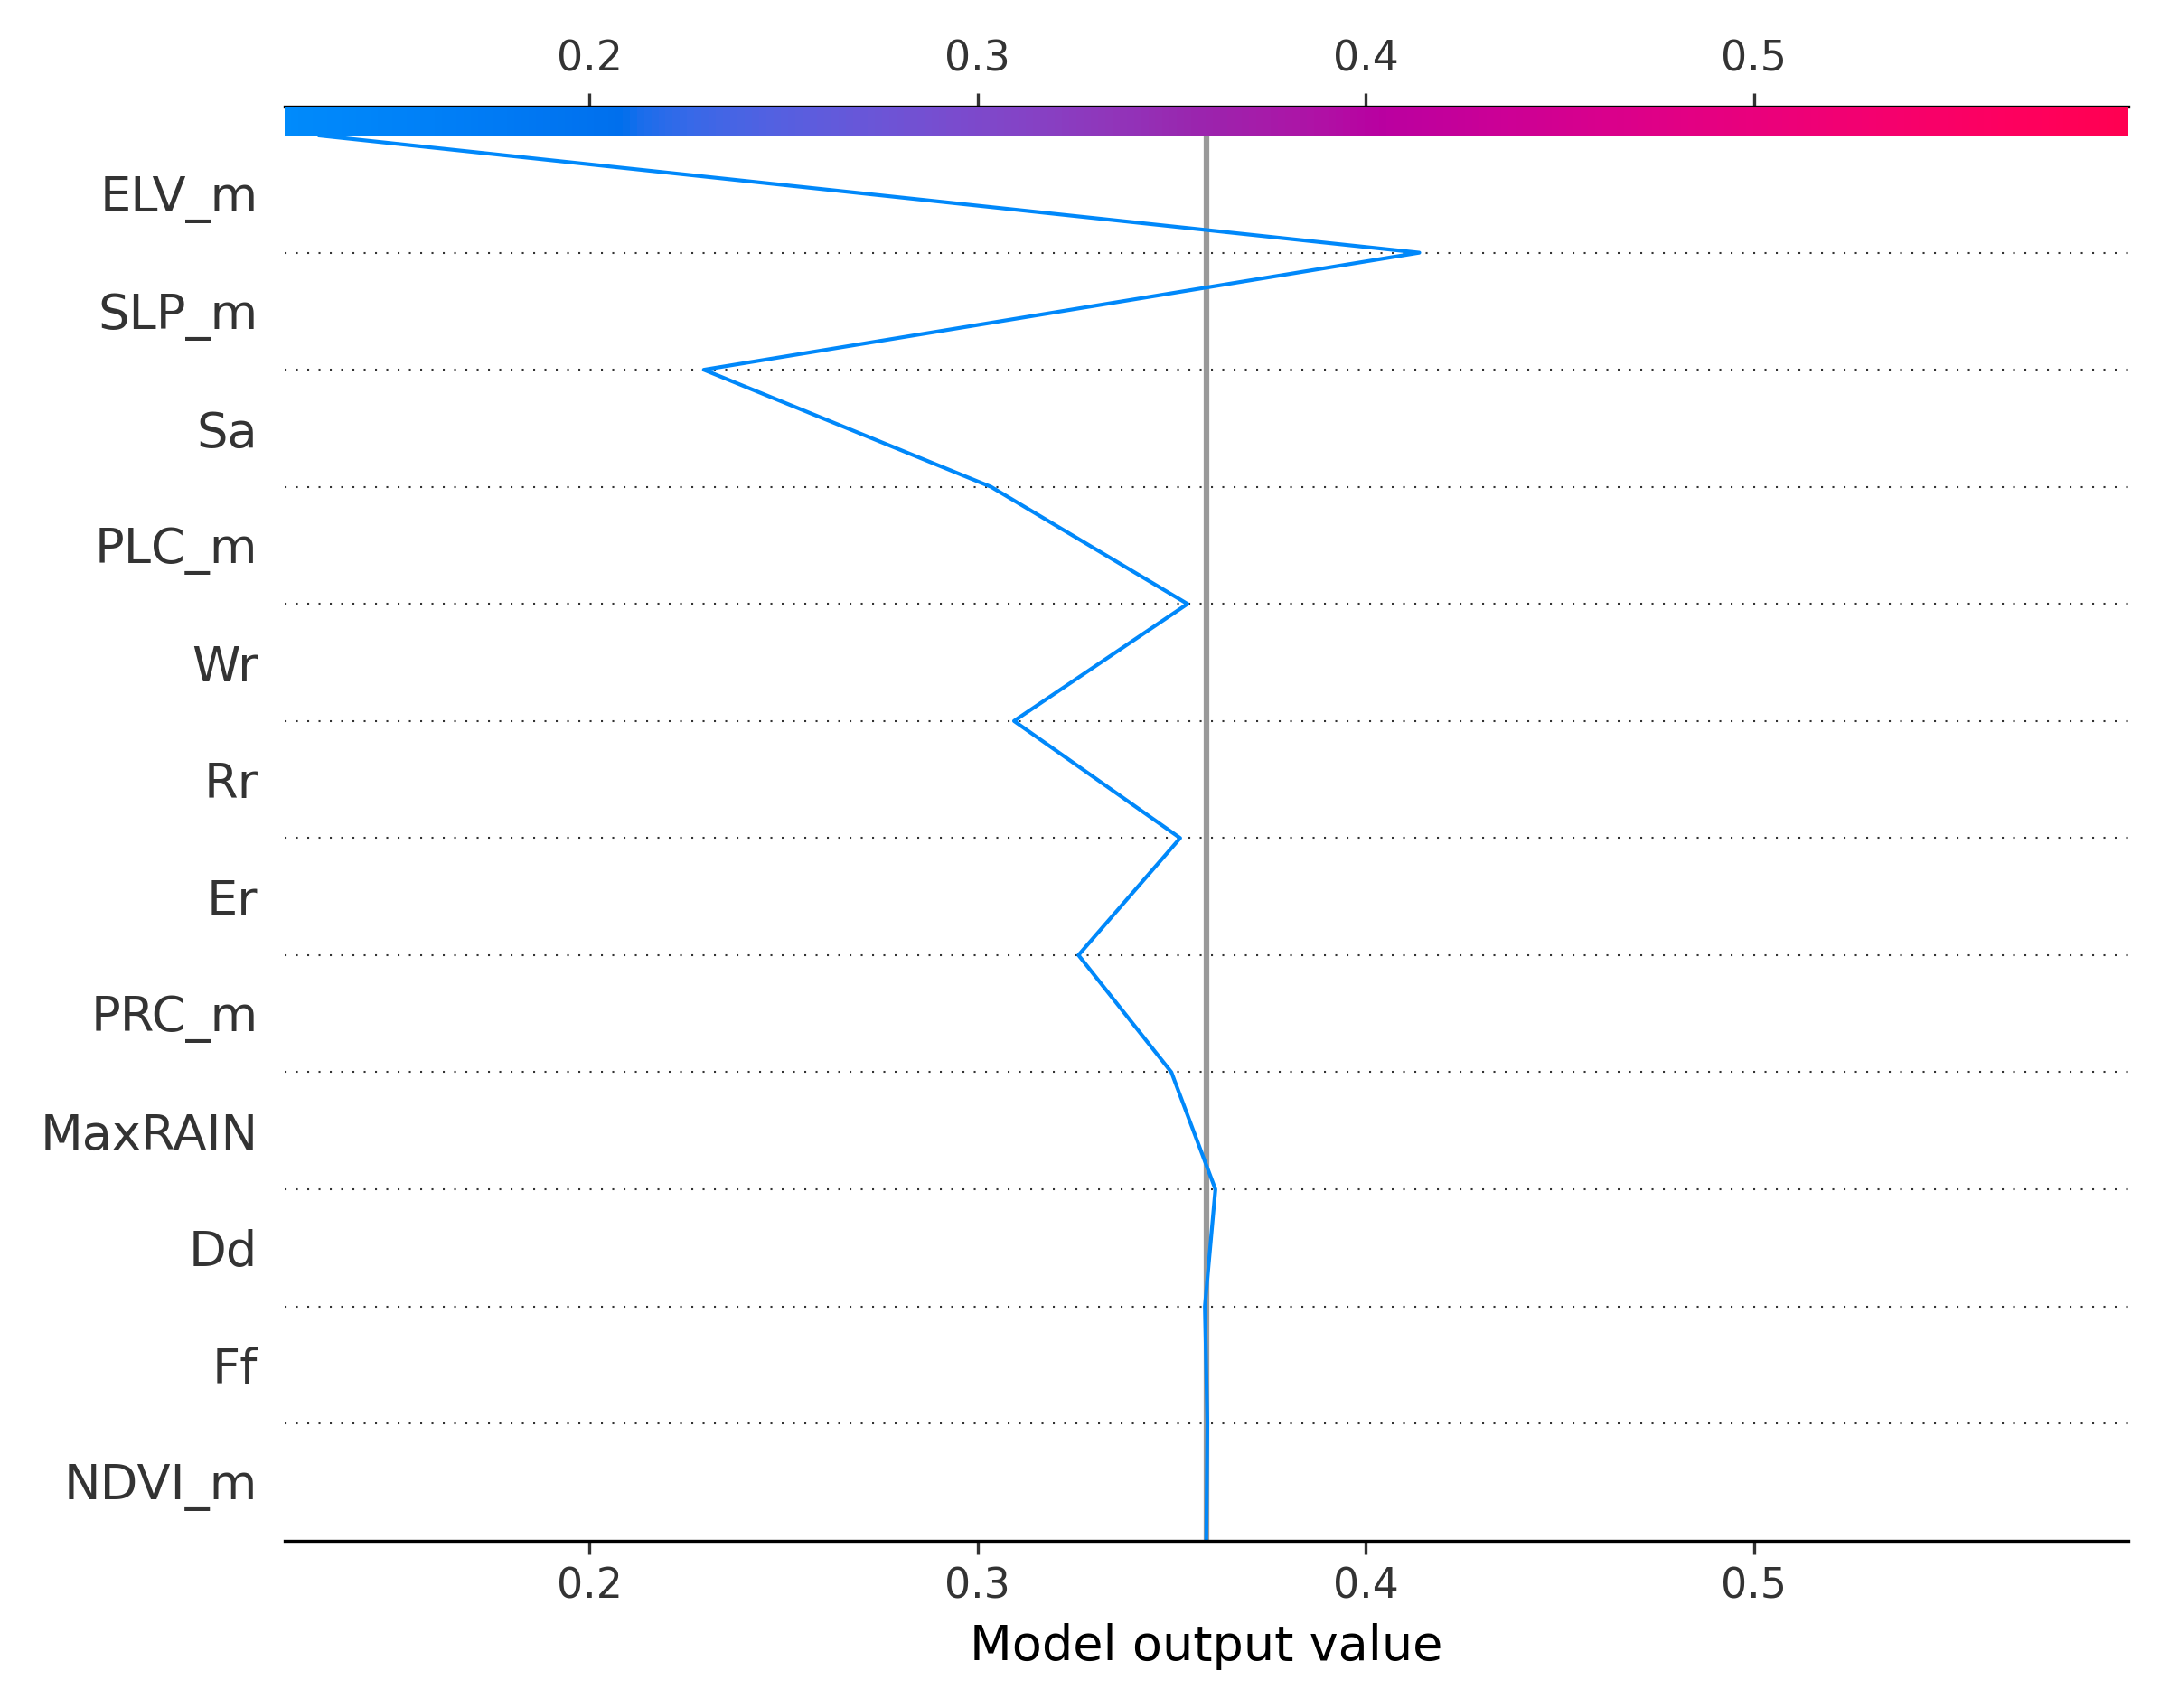 0.2 0.3 0.4 0.5
ELV_m
SLP_m
Sa
PLC_m
Wr
Rr
Er
PRC_m
MaxRAIN
Dd
Ff
NDVI_m
0.2 0.3 0.4 0.5
Model output value